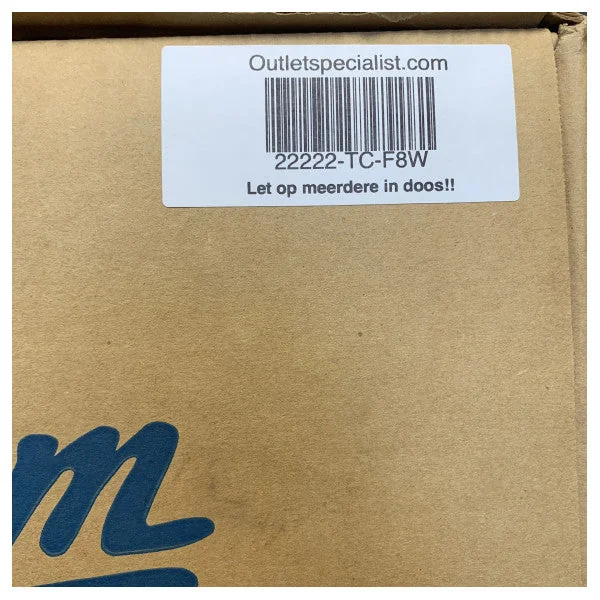 Outletspecialist.com
22222-TC-F8W
Let op meerdere in doos!!
m